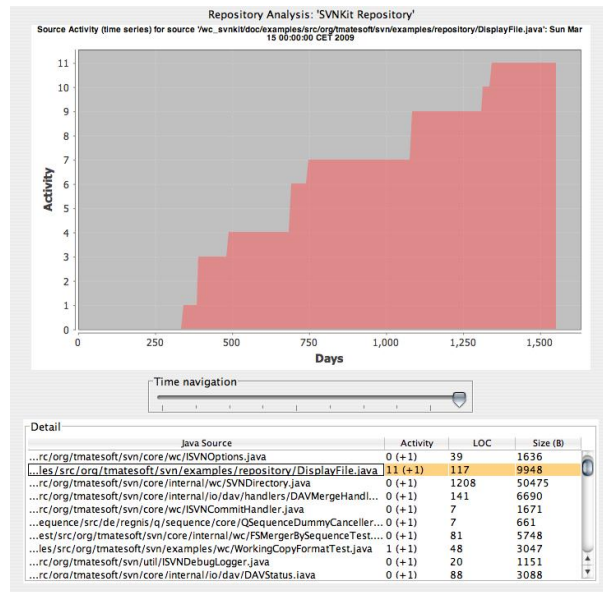 Repository Analysis: 'SVNKit Repository'
Source Activity (time series) for source '/wc_svnkit/doc/examples/src/org/tmatesoft/svn/examples/repository/DisplayFile.java': Sun Mar
15 00:00:00 CET 2009
11
10
9
8
7
6
5
4
3
2
1
0
Activity
0 250 500 750 1,000 1,250 1,500
Days
Time navigation
Detail
Java Source Activity LOC Size (B)
...rc/org/tmatesoft/svn/core/wc/ISVNOptions.java 0 (+1) 39 1636
...les/src/org/tmatesoft/svn/examples/repository/DisplayFile.java 11 (+1) 117 9948
...rc/org/tmatesoft/svn/core/internal/wc/SVNDirectory.java 0 (+1) 1208 50475
...rc/org/tmatesoft/svn/core/internal/io/dav/handlers/DAVMergeHandl... 0 (+1) 141 6690
...rc/org/tmatesoft/svn/core/wc/ISVNCommitHandler.java 0 (+1) 7 1671
...equence/src/de/regnis/q/sequence/core/QSequenceDummyCanceller... 0 (+1) 7 661
...est/src/org/tmatesoft/svn/core/internal/wc/FSMergerBySequenceTest.... 0 (+1) 81 5748
...les/src/org/tmatesoft/svn/examples/wc/WorkingCopyFormatTest.java 1 (+1) 48 3047
...rc/org/tmatesoft/svn/util/ISVNDebugLogger.java 0 (+1) 20 1151
...rc/org/tmatesoft/svn/core/internal/io/dav/DAVStatus.java 0 (+1) 88 3088